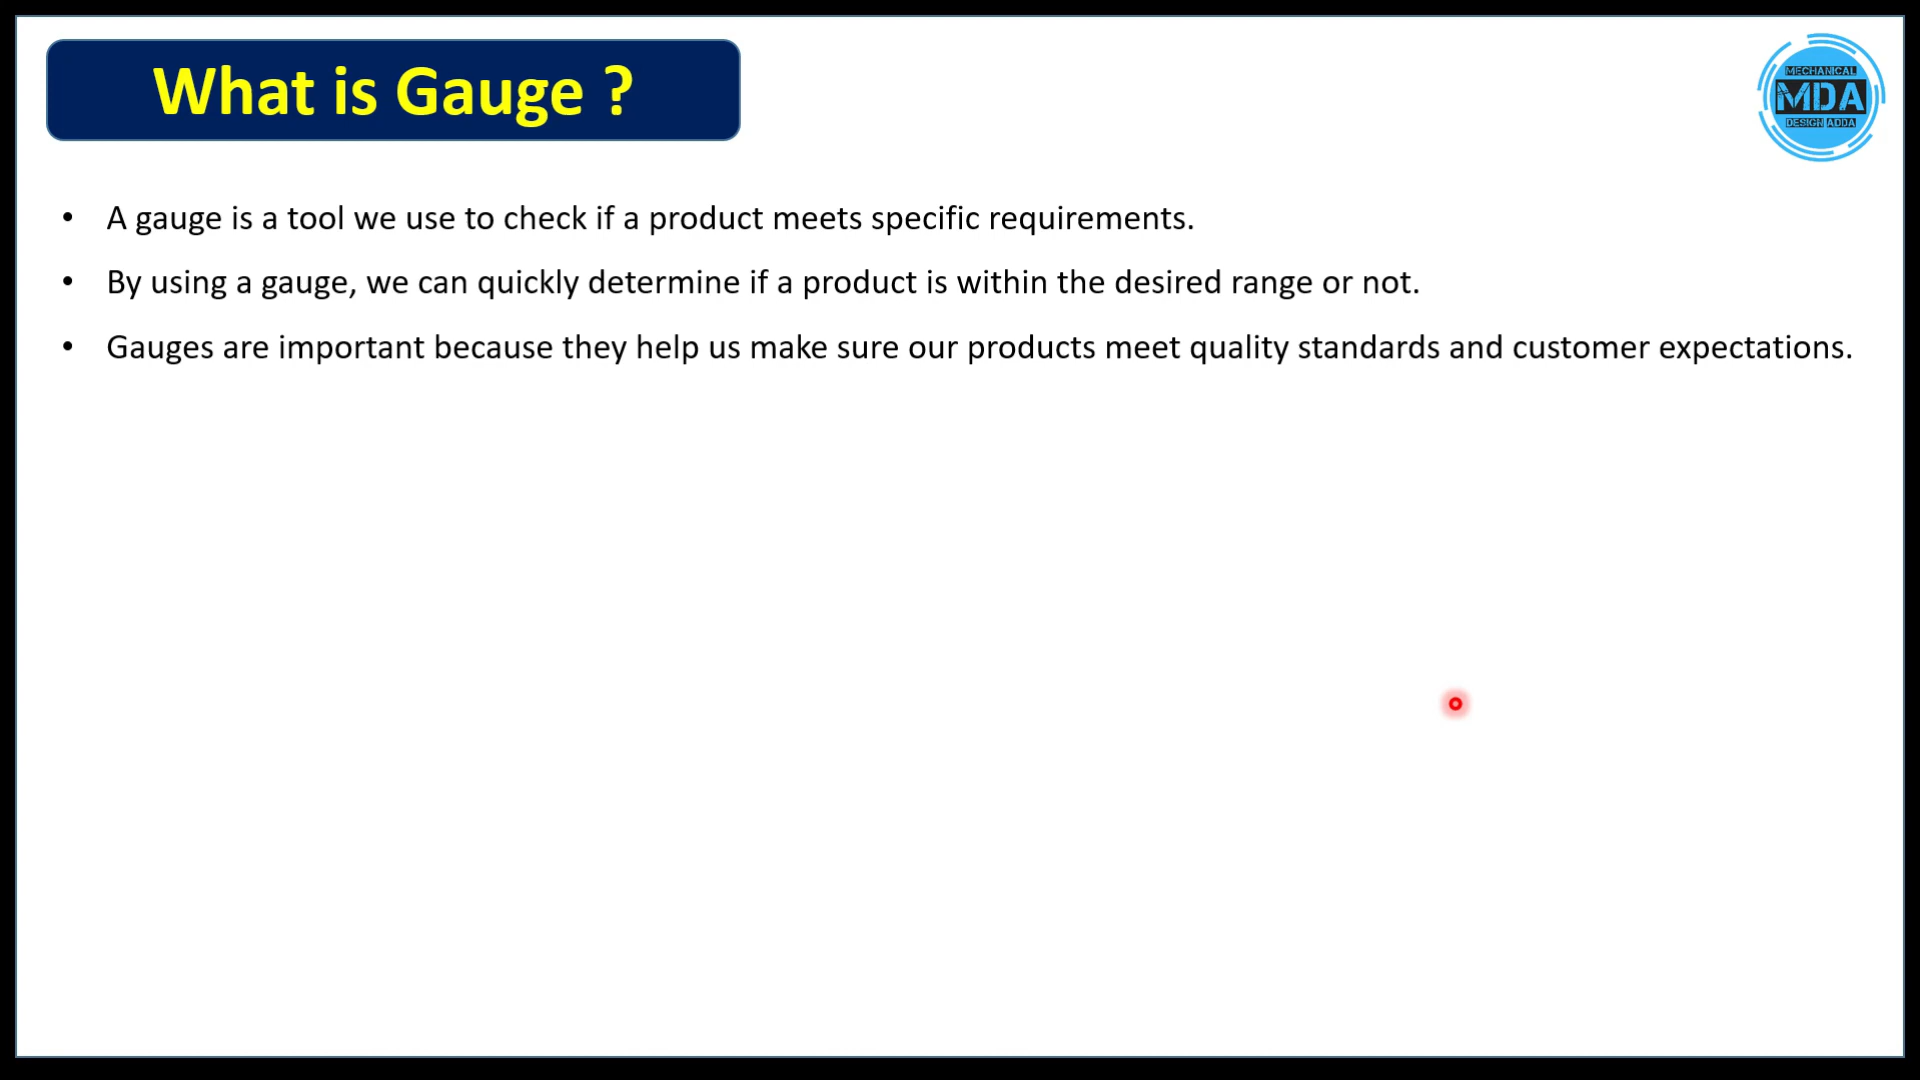 What is Gauge ?
MECHANICAL
MDA
DESIGN ADDA
• A gauge is a tool we use to check if a product meets specific requirements.
• By using a gauge, we can quickly determine if a product is within the desired range or not.
• Gauges are important because they help us make sure our products meet quality standards and customer expectations.